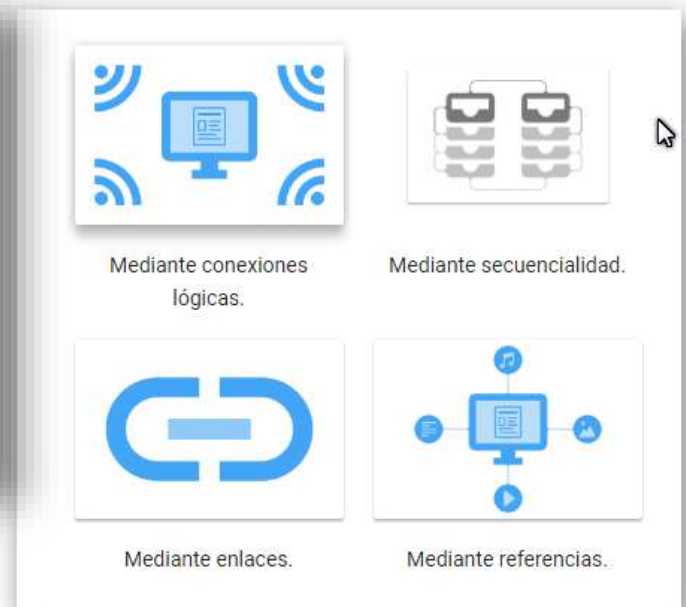 Mediante conexiones
lógicas.
Mediante secuencialidad.
Mediante enlaces.
Mediante referencias.